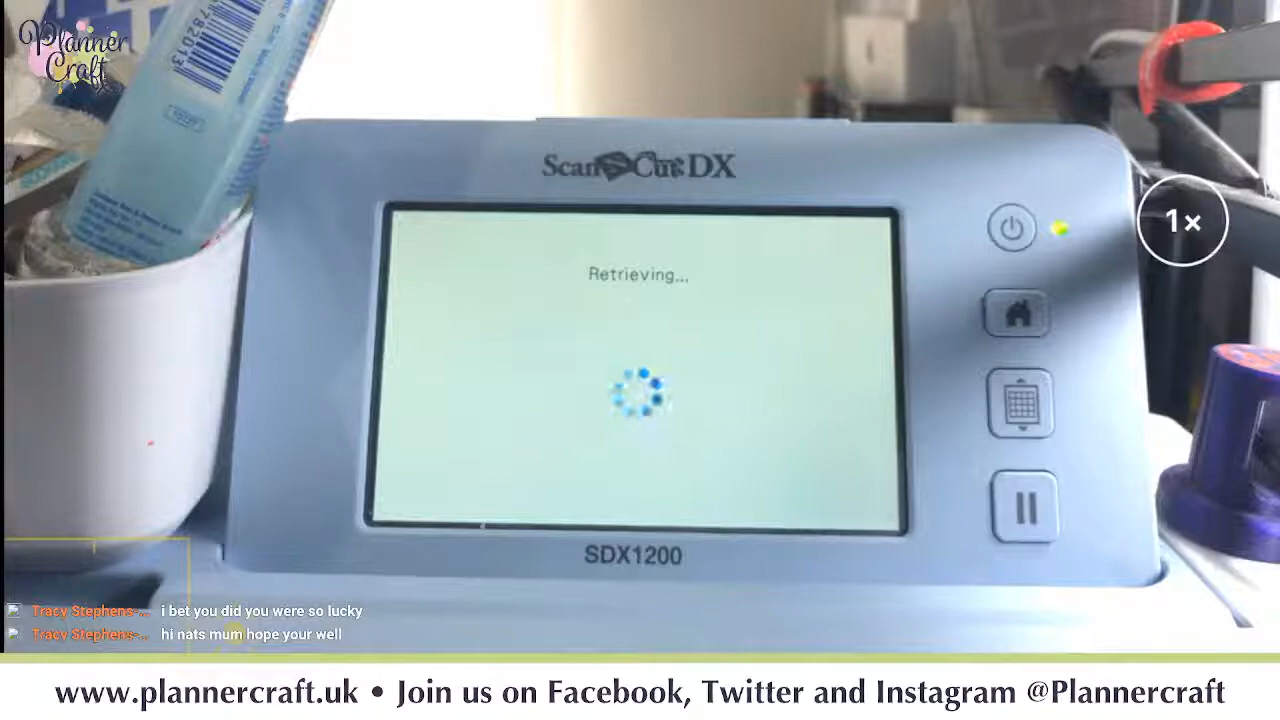 Planner
Craft
782013
ScanNCut DX
1×
Retrieving...
SDX1200
Tracy Stephens-... i bet you did you were so lucky
Tracy Stephens-... hi nats mum hope your well
www.plannercraft.uk • Join us on Facebook, Twitter and Instagram @Plannercraft